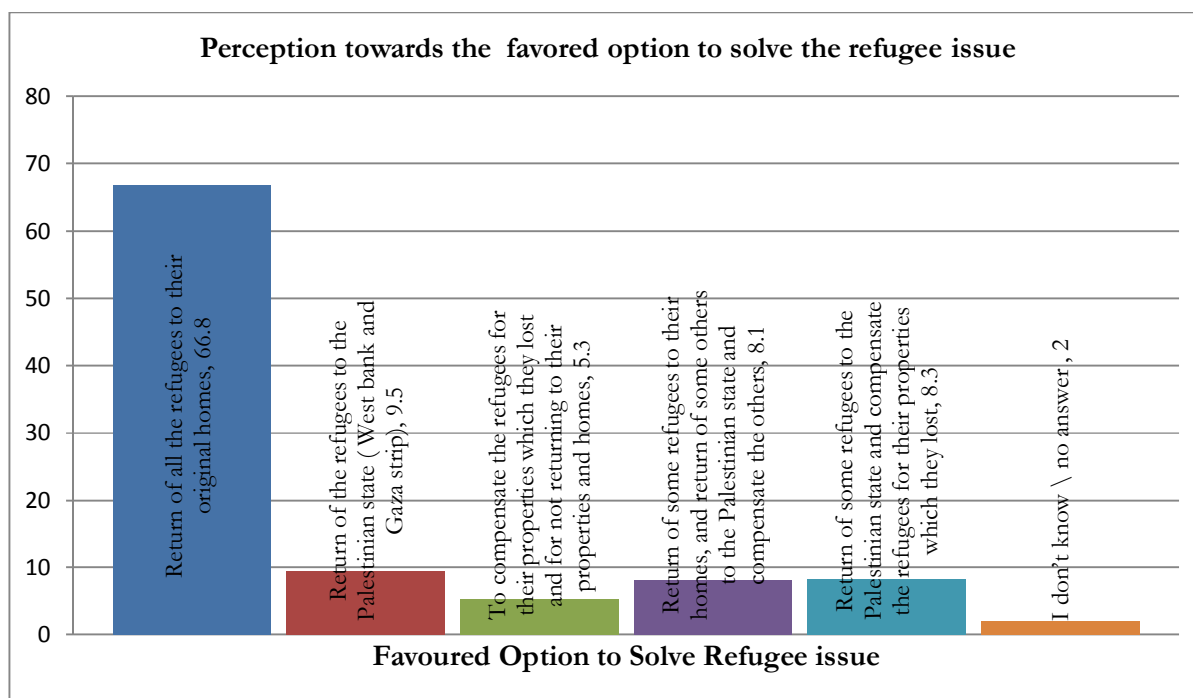 Perception towards the  favored option to solve the refugee issue
80
70
60
50
40
30
20
10
0
Return of all the refugees to their
original homes, 66.8
Return of the refugees to the
Palestinian state (West bank and
Gaza strip), 9.5
To compensate the refugees for
their properties which they lost
and for not returning to their
properties and homes, 5.3
Return of some refugees to their
homes, and return of some others
to the Palestinian state and
compensate the others, 8.1
Return of some refugees to the
Palestinian state and compensate
the refugees for their properties
which they lost, 8.3
I don't know \ no answer , 2
Favoured Option to Solve Refugee issue